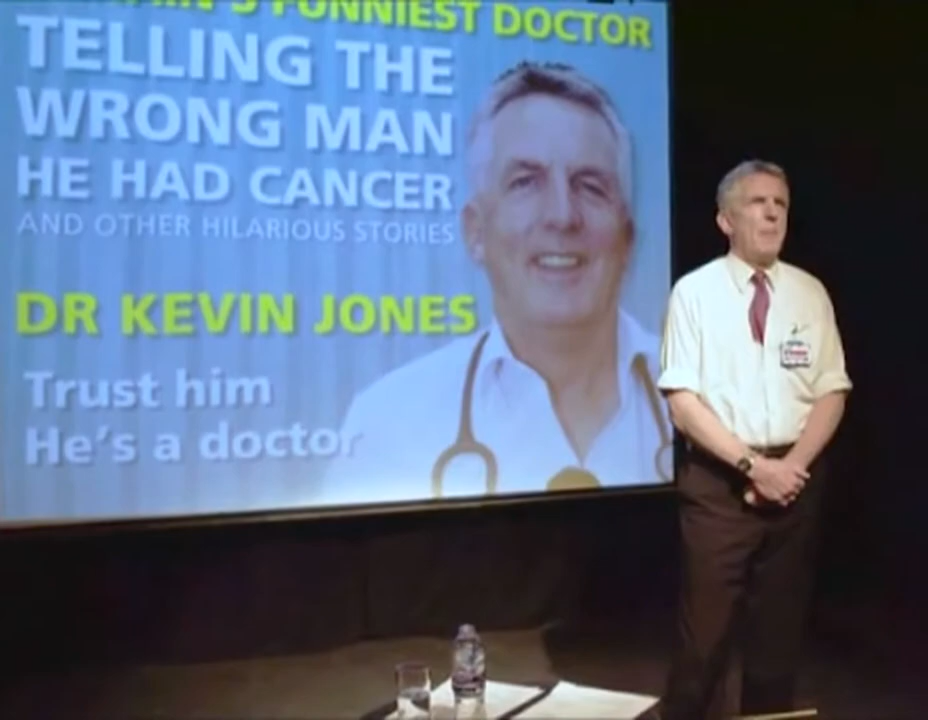 FUNNIEST DOCTOR
TELLING THE
WRONG MAN
HE HAD CANCER
AND OTHER HILARIOUS STORIES
DR KEVIN JONES
Trust him
He's a doctor